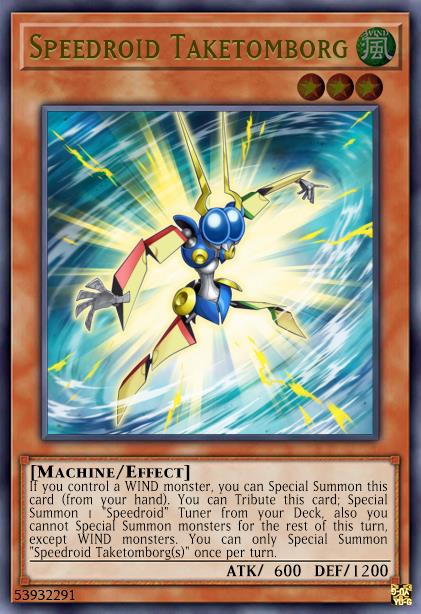 SPEEDROID TAKETOMBORG
WIND
風
[MACHINE/EFFECT]
If you control a WIND monster, you can Special Summon this
card (from your hand). You can Tribute this card; Special
Summon 1 "Speedroid" Tuner from your Deck, also you
cannot Special Summon monsters for the rest of this turn,
except WIND monsters. You can only Special Summon
"Speedroid Taketomborg(s)" once per turn.
ATK/ 600 DEF/1200
53932291